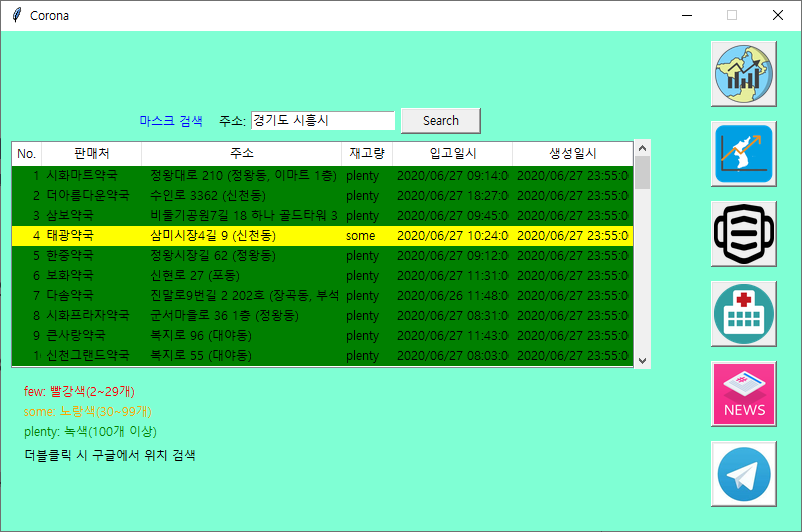 Corona
마스크 검색 주소: 경기도 시흥시 Search
No. 판매처 주소 재고량 입고일시 생성일시
1 시화마트약국 정왕대로 210 (정왕동, 이마트 1층) plenty 2020/06/27 09:14:0 2020/06/27 23:55:0
2 더아름다운약국 수인로 3362 (신천동) plenty 2020/06/27 18:27:0 2020/06/27 23:55:0
3 삼보약국 비둘기공원7길 18 하나 골드타워 3 plenty 2020/06/27 09:45:0 2020/06/27 23:55:0
4 태광약국 삼미시장4길 9 (신천동) some 2020/06/27 10:24:0 2020/06/27 23:55:0
5 한중약국 정왕시장길 62 (정왕동) plenty 2020/06/27 09:12:0 2020/06/27 23:55:0
6 보화약국 신현로 27 (포동) plenty 2020/06/27 11:31:0 2020/06/27 23:55:0
7 다솜약국 진말로9번길 2 202호 (장곡동, 부석 plenty 2020/06/26 11:48:0 2020/06/27 23:55:0
8 시화프라자약국 군서마을로 36 1층 (정왕동) plenty 2020/06/27 08:31:0 2020/06/27 23:55:0
9 큰사랑약국 복지로 96 (대야동) plenty 2020/06/27 11:43:0 2020/06/27 23:55:0
1 신천그랜드약국 복지로 55 (대야동) plenty 2020/06/27 08:03:0 2020/06/27 23:55:0
few: 빨강색(2~29개)
some: 노랑색(30~99개)
plenty: 녹색(100개 이상)
더블클릭 시 구글에서 위치 검색
NEWS